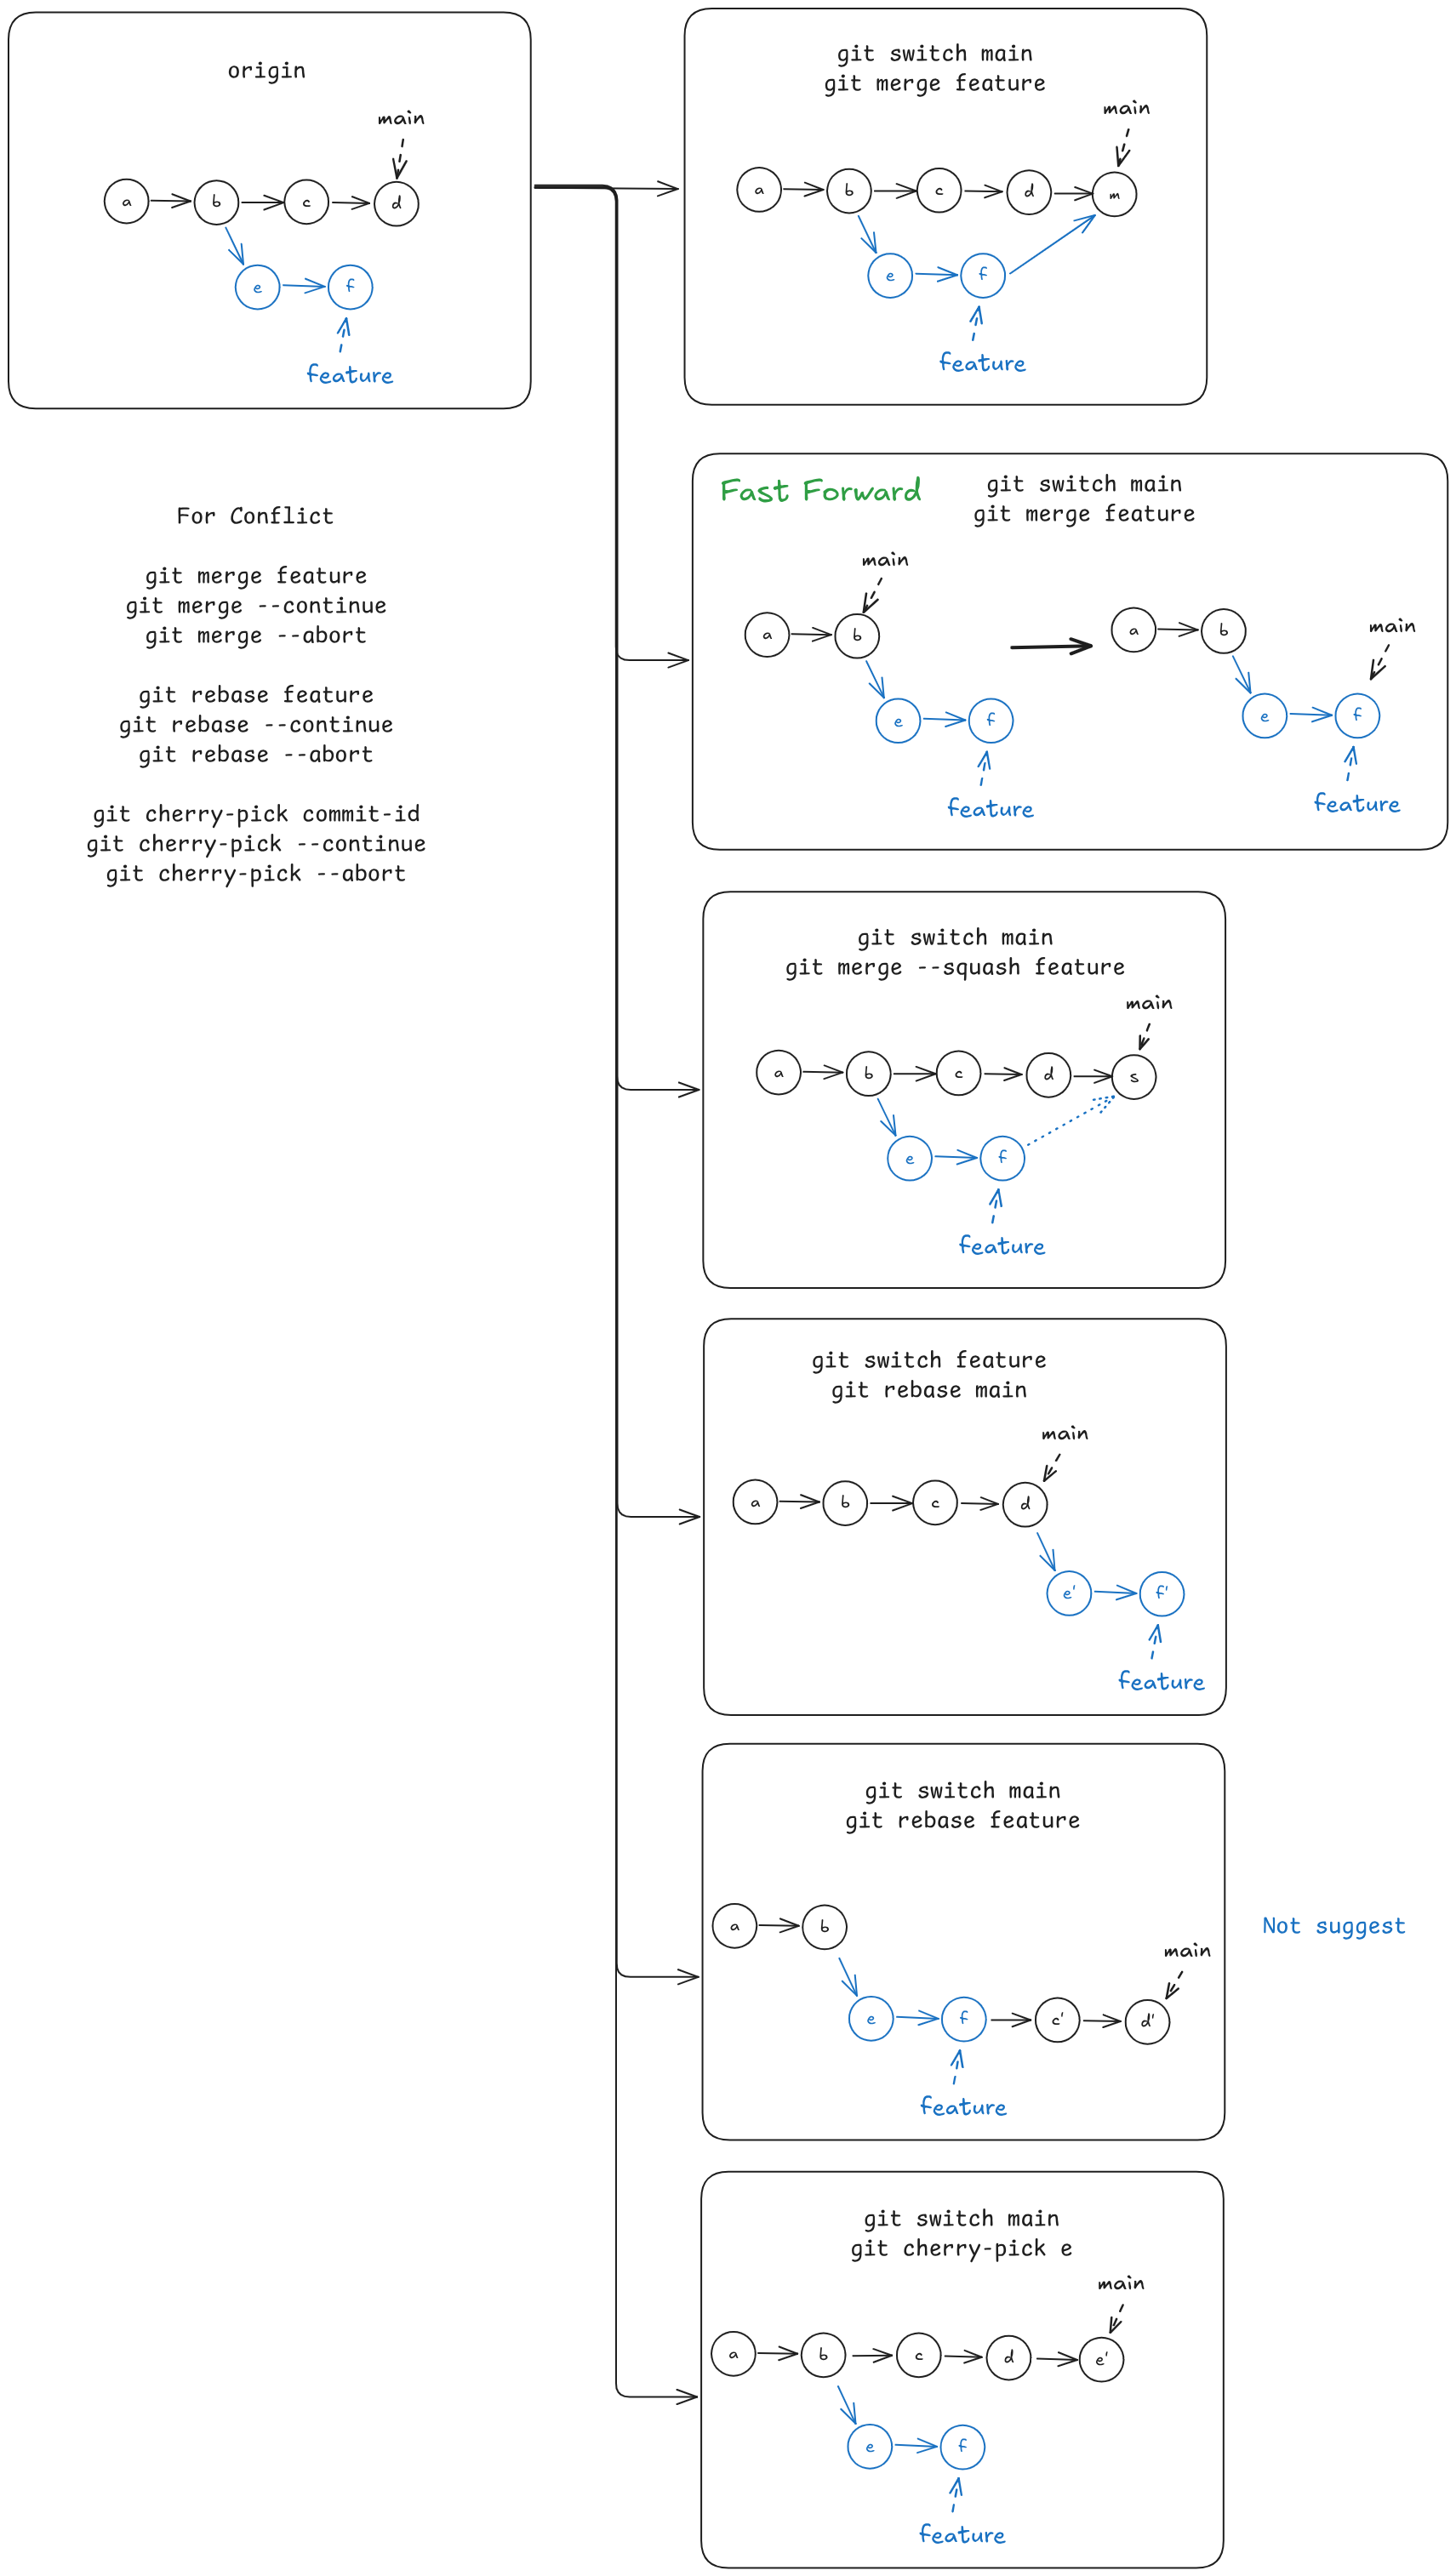 origin
main
a
b
c
d
e
f
feature
For Conflict
git merge feature
git merge --continue
git merge --abort
git rebase feature
git rebase --continue
git rebase --abort
git cherry-pick commit-id
git cherry-pick --continue
git cherry-pick --abort
git switch main
git merge feature
main
a
b
c
d
m
e
f
feature
Fast Forward
git switch main
git merge feature
main
a
b
e
f
feature
a
b
main
e
f
feature
git switch main
git merge --squash feature
main
a
b
c
d
s
e
f
feature
git switch feature
git rebase main
main
a
b
c
d
e'
f'
feature
git switch main
git rebase feature
a
b
main
e
f
c'
d'
feature
Not suggest
git switch main
git cherry-pick e
main
a
b
c
d
e'
e
f
feature